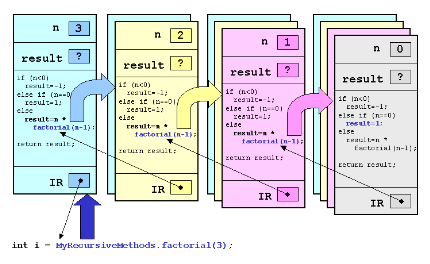 n 3
result ?
if (n<0)
result=-1;
else if (n==0)
result=1;
else
result=n *
factorial(n-1);
return result;
IR
n 2
result ?
if (n<0)
result=-1;
else if (n==0)
result=1;
else
result=n *
factorial(n-1);
return result;
IR
n 1
result ?
if (n<0)
result=-1;
else if (n==0)
result=1;
else
result=n *
factorial(n-1);
return result;
IR
n 0
result ?
if (n<0)
result=-1;
else if (n==0)
result=1;
else
result=n *
factorial(n-1);
return result;
IR
int i = MyRecursiveMethods.factorial(3);